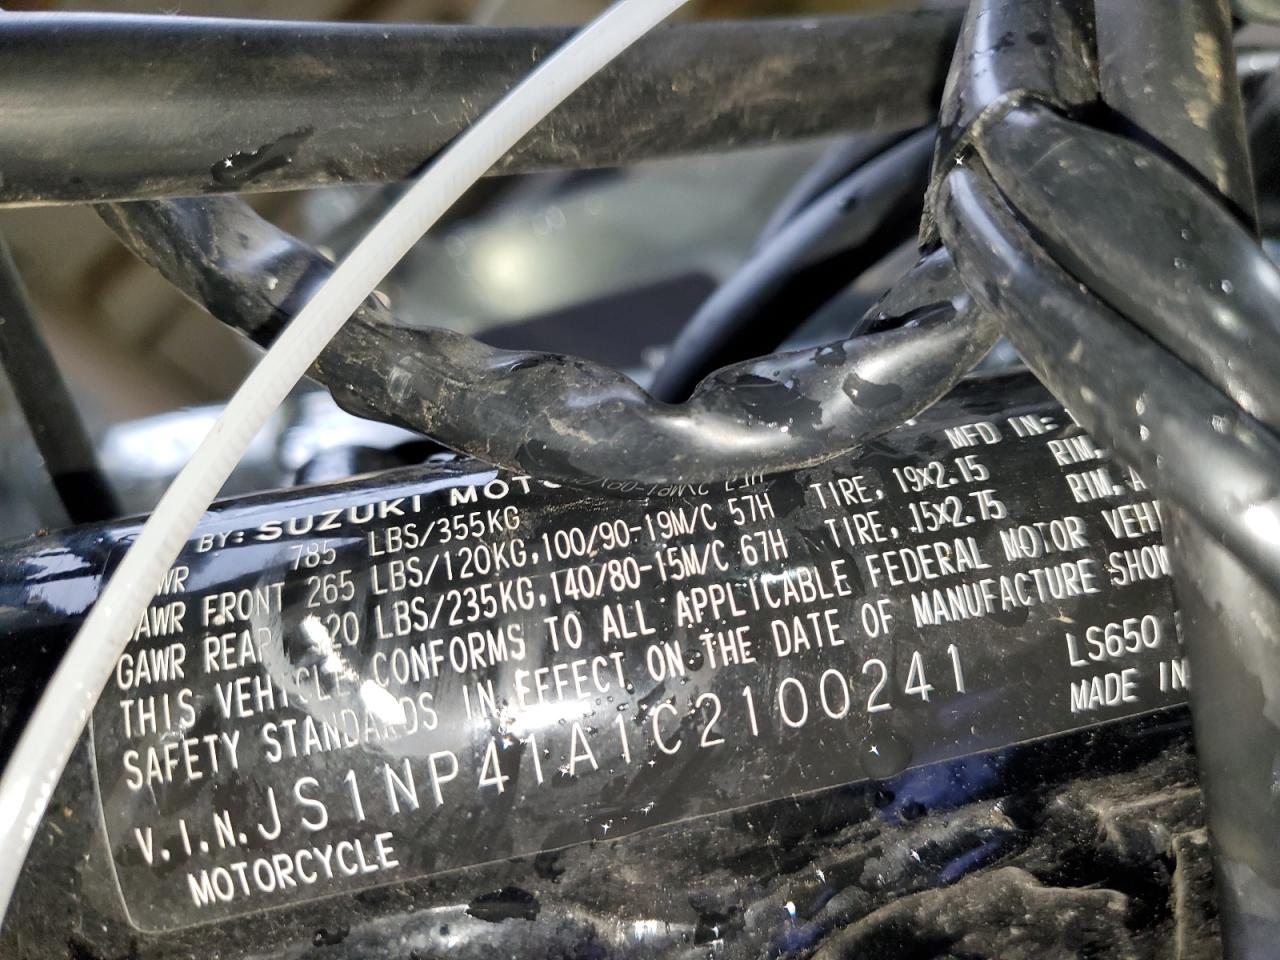 MFD IN:
BY: SUZUKI MOT
785 LBS/355KG RIM.
GAWR FRONT 265 LBS/120KG, 100/90-19M/C 57H TIRE, 19x2.15 RIM. A
GAWR REAR 520 LBS/235KG, 140/80-15M/C 67H TIRE, 15x2.75
THIS VEHICLE CONFORMS TO ALL APPLICABLE FEDERAL MOTOR VEHI
SAFETY STANDARDS IN EFFECT ON THE DATE OF MANUFACTURE SHOW
V.I.N. JS1NP41A1C2100241 LS650
MOTORCYCLE MADE IN